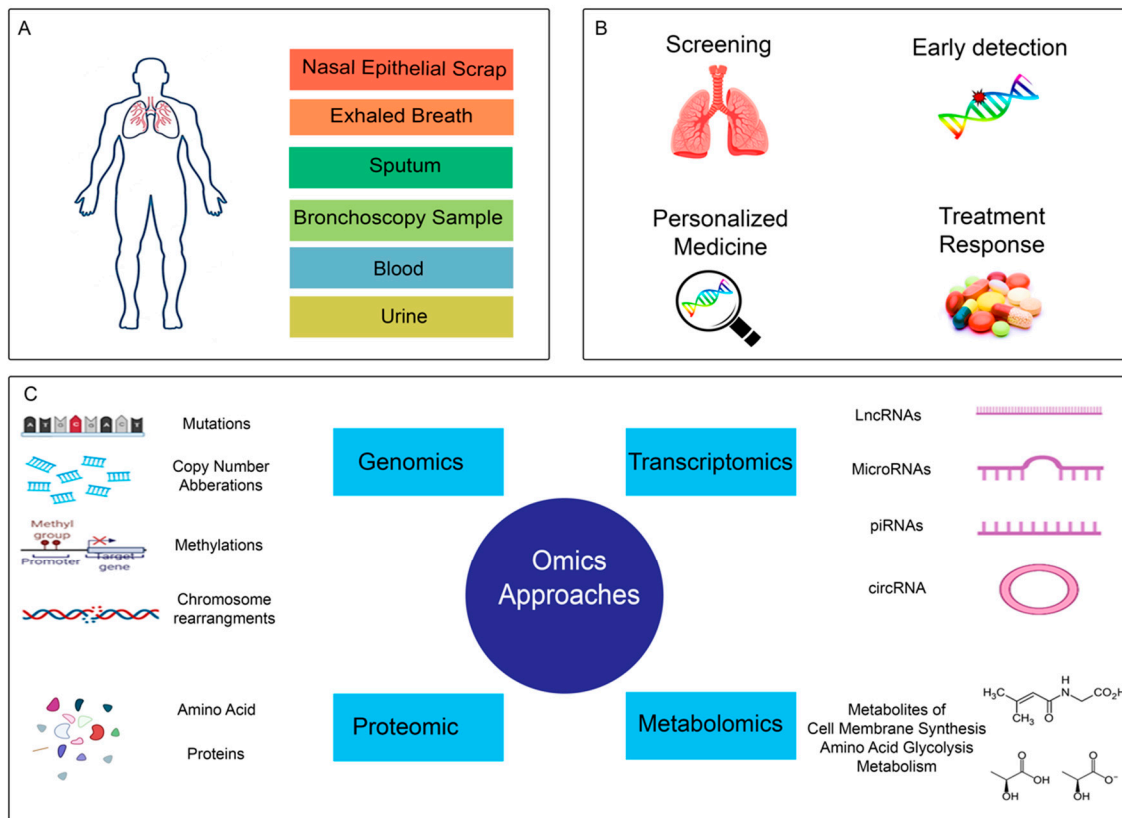 A
Nasal Epithelial Scrap
Exhaled Breath
Sputum
Bronchoscopy Sample
Blood
Urine
B
Screening
Early detection
Personalized
Medicine
Treatment
Response
C
A T G C G A C T
Mutations
Copy Number
Abberations
Methyl
group
Promoter
Target
gene
Methylations
Chromosome
rearrangments
Amino Acid
Proteins
Genomics
Transcriptomics
Omics
Approaches
Proteomic
Metabolomics
LncRNAs
MicroRNAs
piRNAs
circRNA
Metabolites of
Cell Membrane Synthesis
Amino Acid Glycolysis
Metabolism
H₃C
CH₃
O
H
N
CO₂H
O
OH
OH
O
O⁻
OH